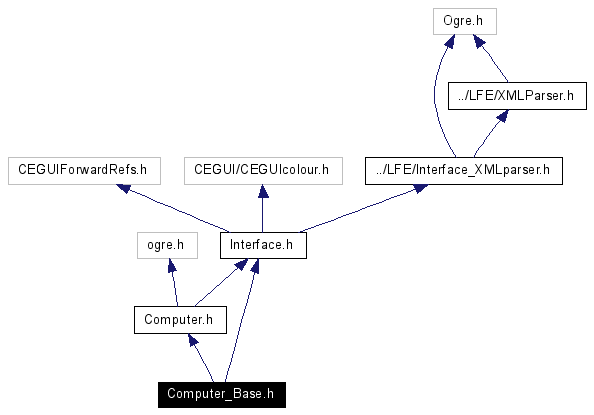 Ogre.h
../LFE/XMLParser.h
CEGUIForwardRefs.h
CEGUI/CEGUIcolour.h
../LFE/Interface_XMLparser.h
ogre.h
Interface.h
Computer.h
Computer_Base.h